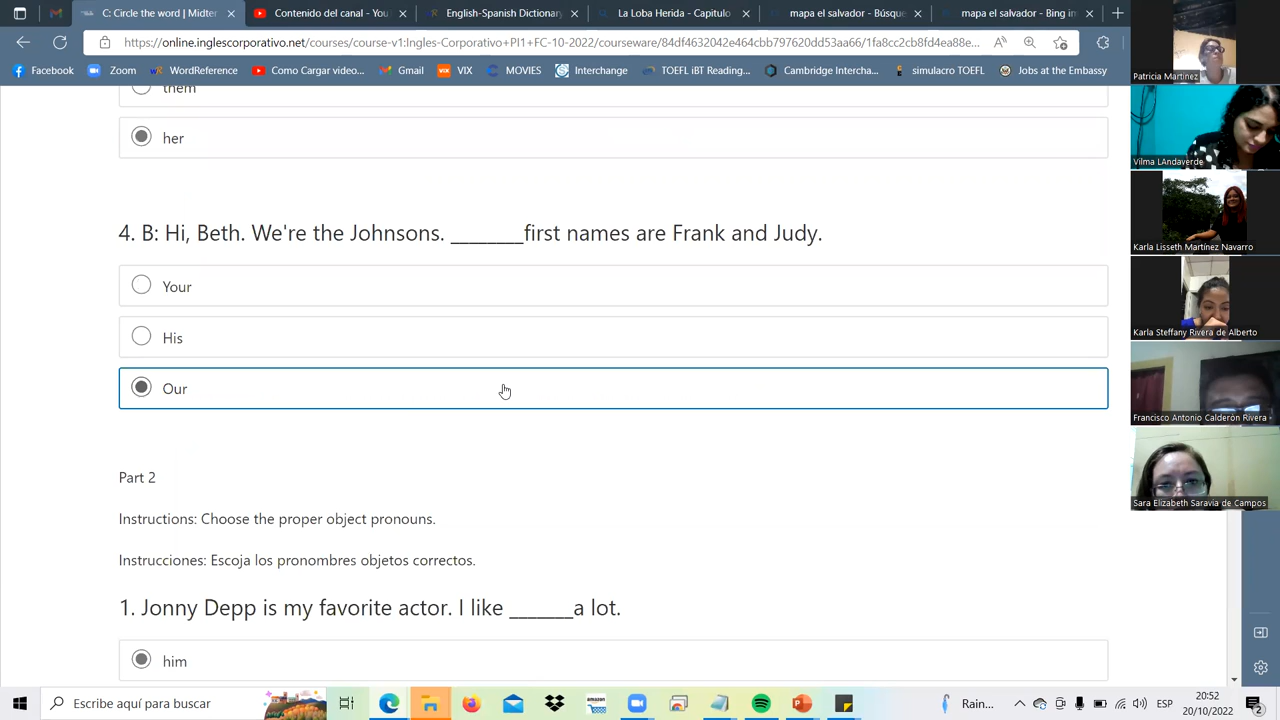 C: Circle the word | Midter
Contenido del canal - You
English-Spanish Dictionary
La Loba Herida - Capitulo
mapa el salvador - Búsque
mapa el salvador - Bing im
https://online.inglescorporativo.net/courses/course-v1:Ingles-Corporativo+PI1+FC-10-2022/courseware/84df4632042e464cbb797620dd53aa66/1fa8cc2cb8fd4ea88e...
Facebook
Zoom
WordReference
Como Cargar video...
Gmail
VIX
MOVIES
Interchange
TOEFL iBT Reading...
Cambridge Intercha...
simulacro TOEFL
Jobs at the Embassy
them
her
4. B: Hi, Beth. We're the Johnsons. _______first names are Frank and Judy.
Your
His
Our
Part 2
Instructions: Choose the proper object pronouns.
Instrucciones: Escoja los pronombres objetos correctos.
1. Jonny Depp is my favorite actor. I like ______a lot.
him
Patricia Martinez
Vilma LAndaverde
Karla Lisseth Martínez Navarro
Karla Steffany Rivera de Alberto
Francisco Antonio Calderón Rivera
Sara Elizabeth Saravia de Campos
Escribe aquí para buscar
amazon
Rain...
ESP
20:52
20/10/2022
2